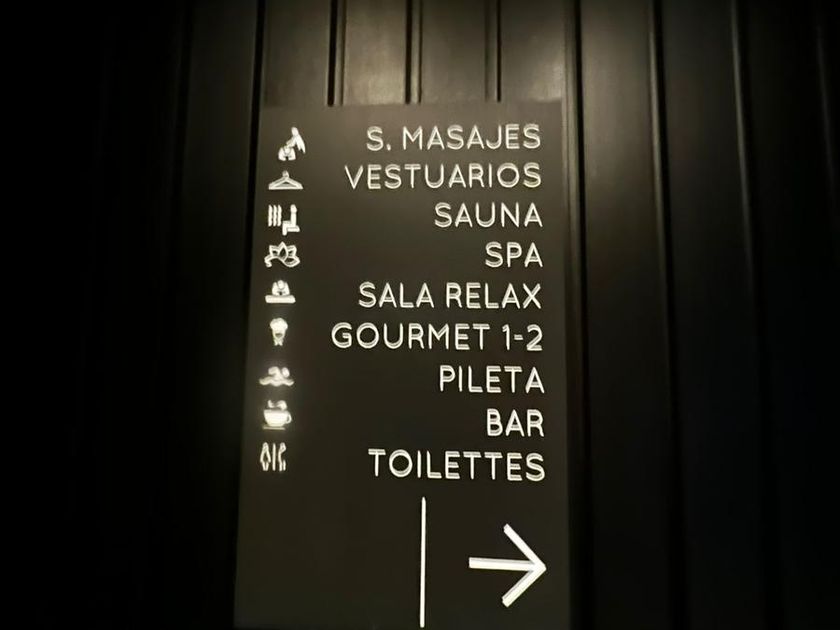 S. MASAJES
VESTUARIOS
SAUNA
SPA
SALA RELAX
GOURMET 1-2
PILETA
BAR
TOILETTES